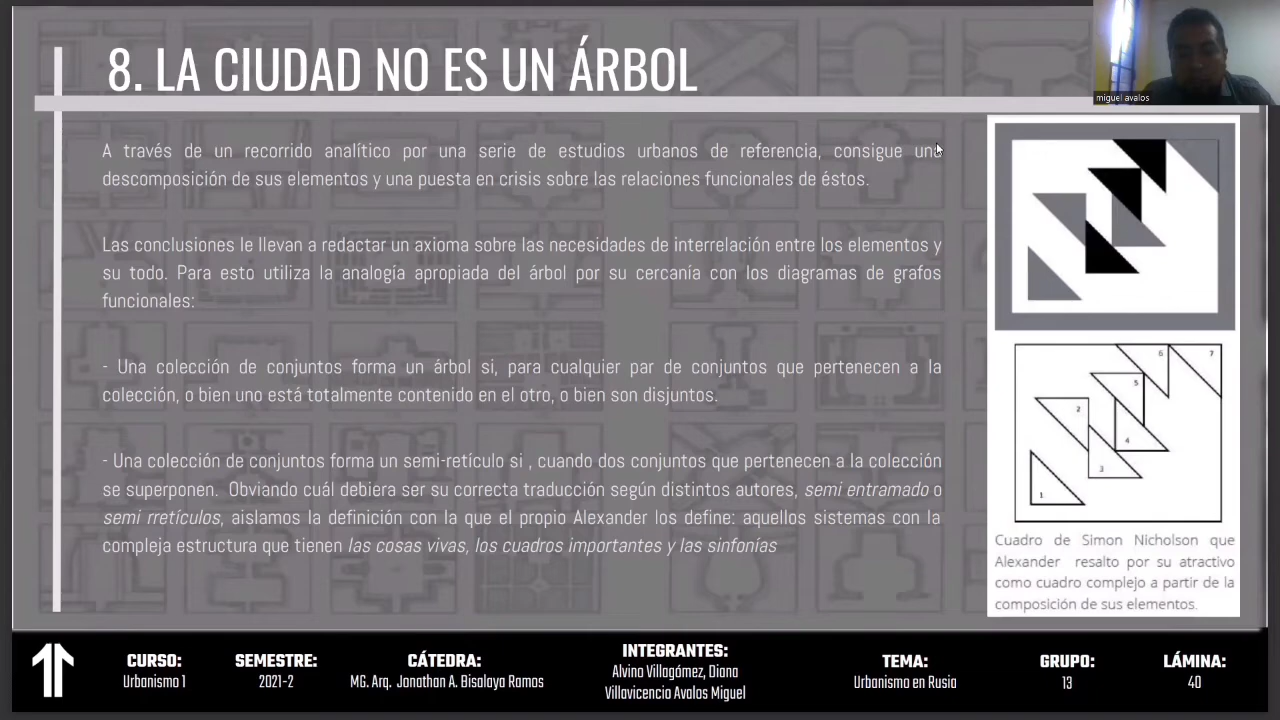 8. LA CIUDAD NO ES UN ÁRBOL
miguel avalos
A través de un recorrido analítico por una serie de estudios urbanos de referencia, consigue una
descomposición de sus elementos y una puesta en crisis sobre las relaciones funcionales de éstos.
Las conclusiones le llevan a redactar un axioma sobre las necesidades de interrelación entre los elementos y
su todo. Para esto utiliza la analogía apropiada del árbol por su cercanía con los diagramas de grafos
funcionales:
- Una colección de conjuntos forma un árbol si, para cualquier par de conjuntos que pertenecen a la
colección, o bien uno está totalmente contenido en el otro, o bien son disjuntos.
- Una colección de conjuntos forma un semi-retículo si , cuando dos conjuntos que pertenecen a la colección
se superponen. Obviando cuál debiera ser su correcta traducción según distintos autores, semi entramado o
semi rretículos, aislamos la definición con la que el propio Alexander los define: aquellos sistemas con la
compleja estructura que tienen las cosas vivas, los cuadros importantes y las sinfonías
6
7
5
2
4
3
1
Cuadro de Simon Nicholson que
Alexander resalto por su atractivo
como cuadro complejo a partir de la
composición de sus elementos.
CURSO:
Urbanismo 1
SEMESTRE:
2021-2
CÁTEDRA:
MG. Arq. Jonathan A. Bisalaya Ramos
INTEGRANTES:
Alvino Villagómez, Diana
Villavicencio Avalos Miguel
TEMA:
Urbanismo en Rusia
GRUPO:
13
LÁMINA:
40